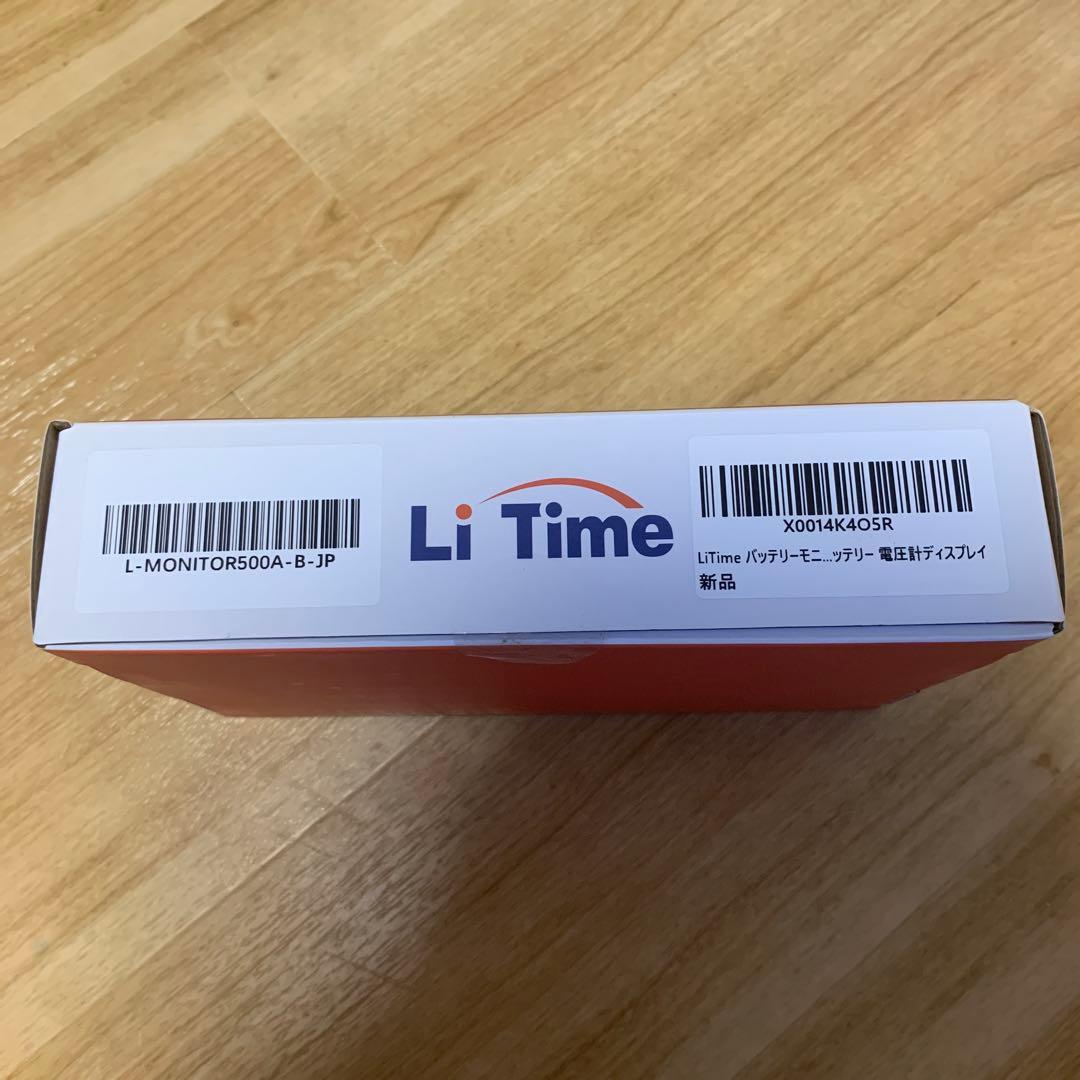 L-MONITOR500A-B-JP
Li Time
X0014K4O5R
LiTime バッテリーモニ...ッテリー 電圧計ディスプレイ
新品